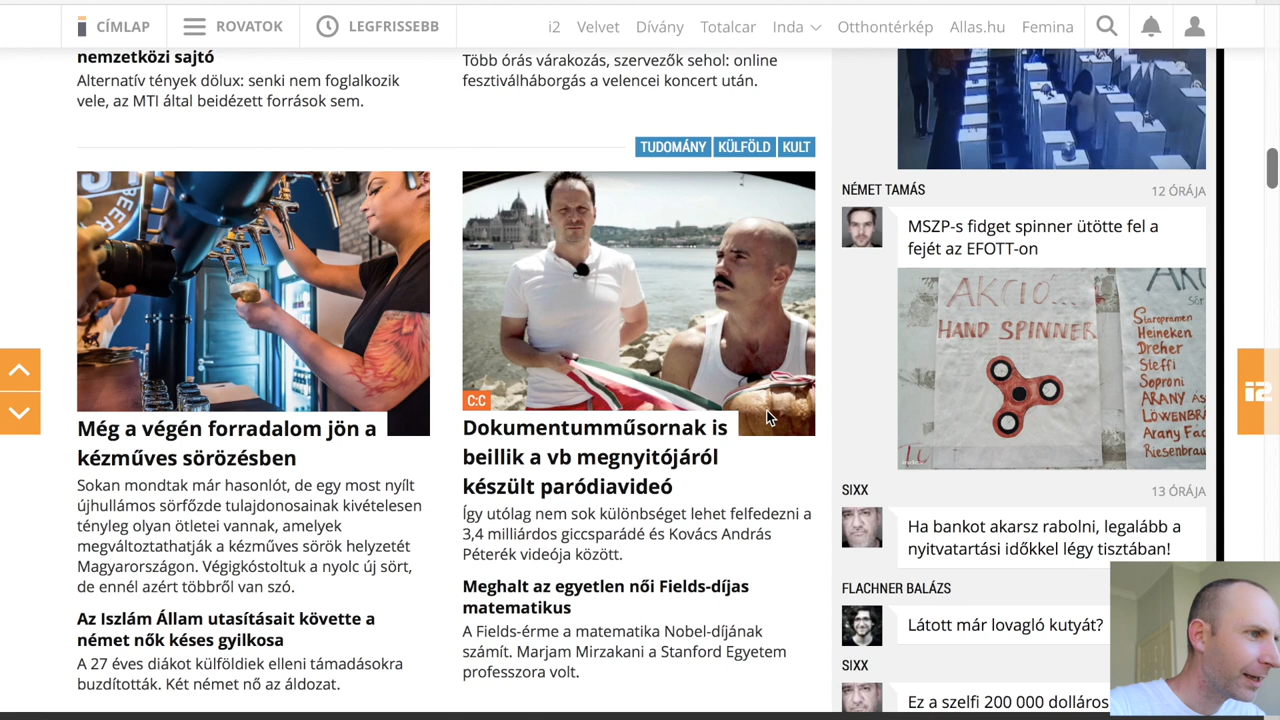 CÍMLAP
ROVATOK
LEGFRISSEBB
i2
Velvet
Dívány
Totalcar
Inda
Otthontérkép
Allas.hu
Femina
nemzetközi sajtó
Alternatív tények dölux: senki nem foglalkozik
vele, az MTI által beidézett források sem.
Több órás várakozás, szervezők sehol: online
fesztiválháborgás a velencei koncert után.
TUDOMÁNY
KÜLFÖLD
KULT
BEER
C:C
Még a végén forradalom jön a
kézműves sörözésben
Sokan mondtak már hasonlót, de egy most nyílt
újhullámos sörfőzde tulajdonosainak kivételesen
tényleg olyan ötletei vannak, amelyek
megváltoztathatják a kézműves sörök helyzetét
Magyarországon. Végigkóstoltuk a nyolc új sört,
de ennél azért többről van szó.
Az Iszlám Állam utasításait követte a
német nők késes gyilkosa
A 27 éves diákot külföldiek elleni támadásokra
buzdították. Két német nő az áldozat.
Dokumentumműsornak is
beillik a vb megnyitójáról
készült paródiavideó
Így utólag nem sok különbséget lehet felfedezni a
3,4 milliárdos giccsparádé és Kovács András
Péterék videója között.
Meghalt az egyetlen női Fields-díjas
matematikus
A Fields-érme a matematika Nobel-díjának
számít. Marjam Mirzakani a Stanford Egyetem
professzora volt.
NÉMET TAMÁS
12 ÓRÁJA
MSZP-s fidget spinner ütötte fel a
fejét az EFOTT-on
AKCIÓ...
HAND SPINNER
Staropramen
Heineken
Dreher
Steffl
Soproni
ARANY
LÖWENBR
Arany Fác
Riesenbrau
SIXX
13 ÓRÁJA
Ha bankot akarsz rabolni, legalább a
nyitvatartási időkkel légy tisztában!
FLACHNER BALÁZS
Látott már lovagló kutyát?
SIXX
Ez a szelfi 200 000 dolláros
i2